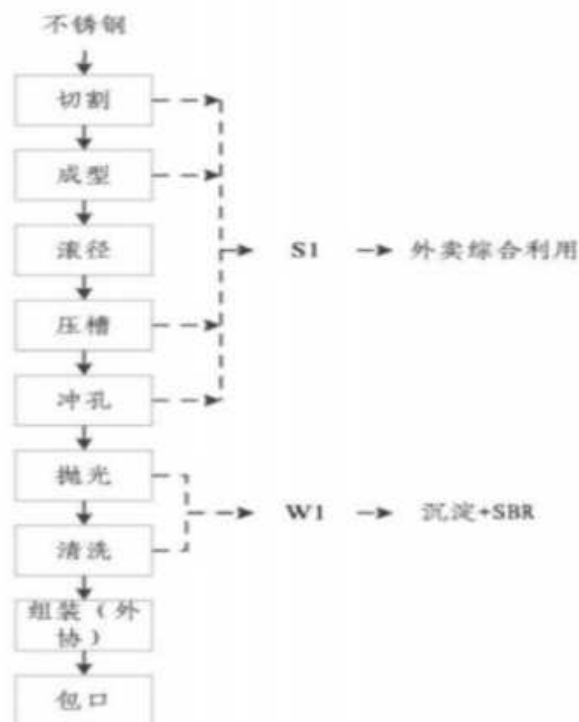 不锈钢
切割
成型
滚径
S1
外卖综合利用
压槽
冲孔
抛光
W1
沉淀+SBR
清洗
组装（外
协）
包口